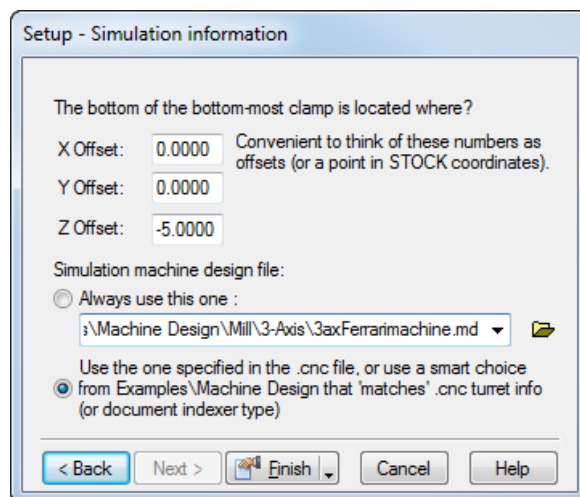 Setup - Simulation information
The bottom of the bottom-most clamp is located where?
X Offset: 0.0000 Convenient to think of these numbers as
offsets (or a point in STOCK coordinates).
Y Offset: 0.0000
Z Offset: -5.0000
Simulation machine design file:
Always use this one :
\Machine Design\Mill\3-Axis\3axFerrarimachine.md
Use the one specified in the .cnc file, or use a smart choice
from Examples\Machine Design that 'matches' .cnc turret info
(or document indexer type)
< Back Next > Finish Cancel Help